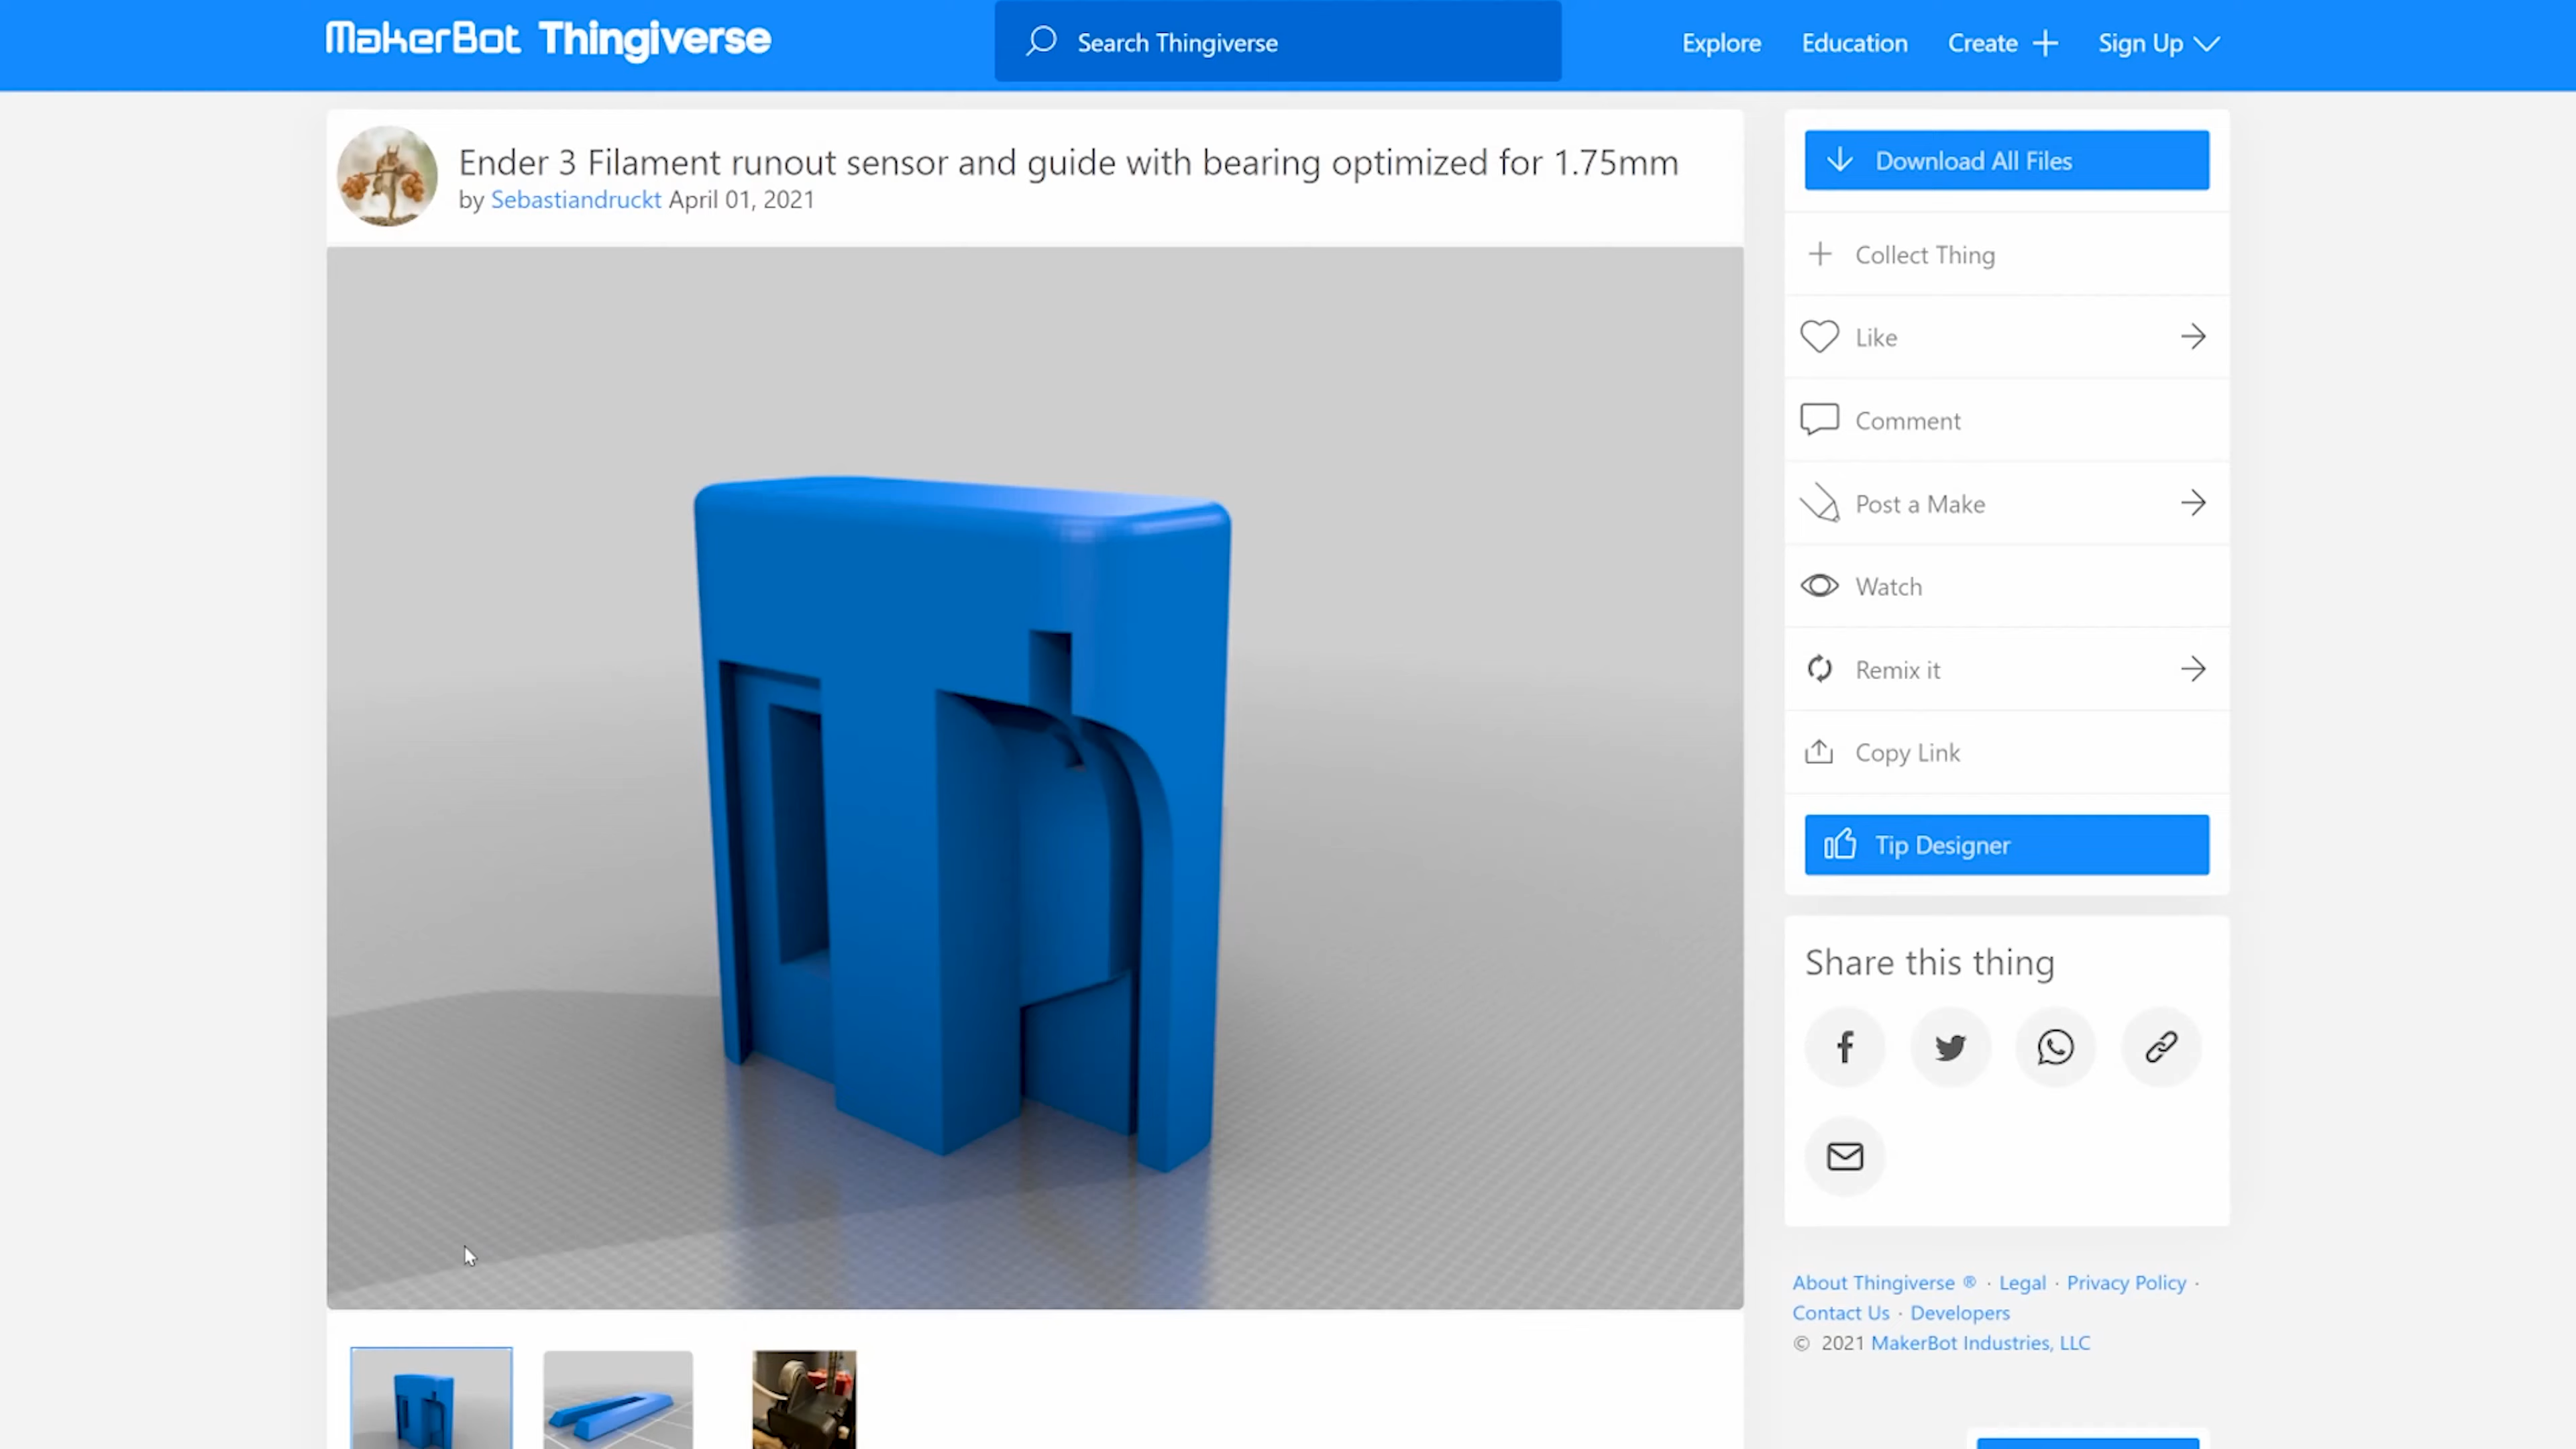 MakerBot Thingiverse
Search Thingiverse
Explore
Education
Create
Sign Up
Ender 3 Filament runout sensor and guide with bearing optimized for 1.75mm
by Sebastiandruckt April 01, 2021
Download All Files
Collect Thing
Like
Comment
Post a Make
Watch
Remix it
Copy Link
Tip Designer
Share this thing
About Thingiverse ® · Legal · Privacy Policy ·
Contact Us · Developers
© 2021 MakerBot Industries, LLC